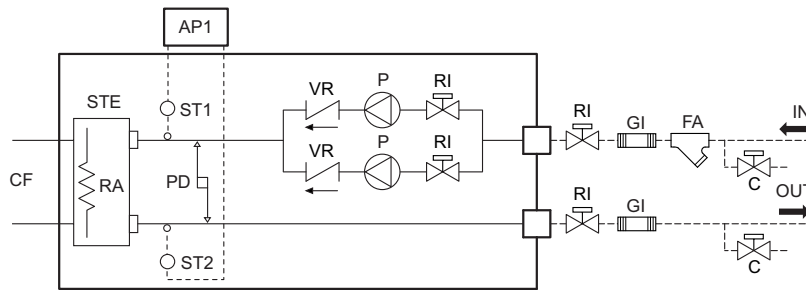 AP1
STE
ST1
VR
P
RI
RI
GI
FA
IN
CF
RA
PD
VR
P
RI
C
RI
GI
OUT
ST2
C